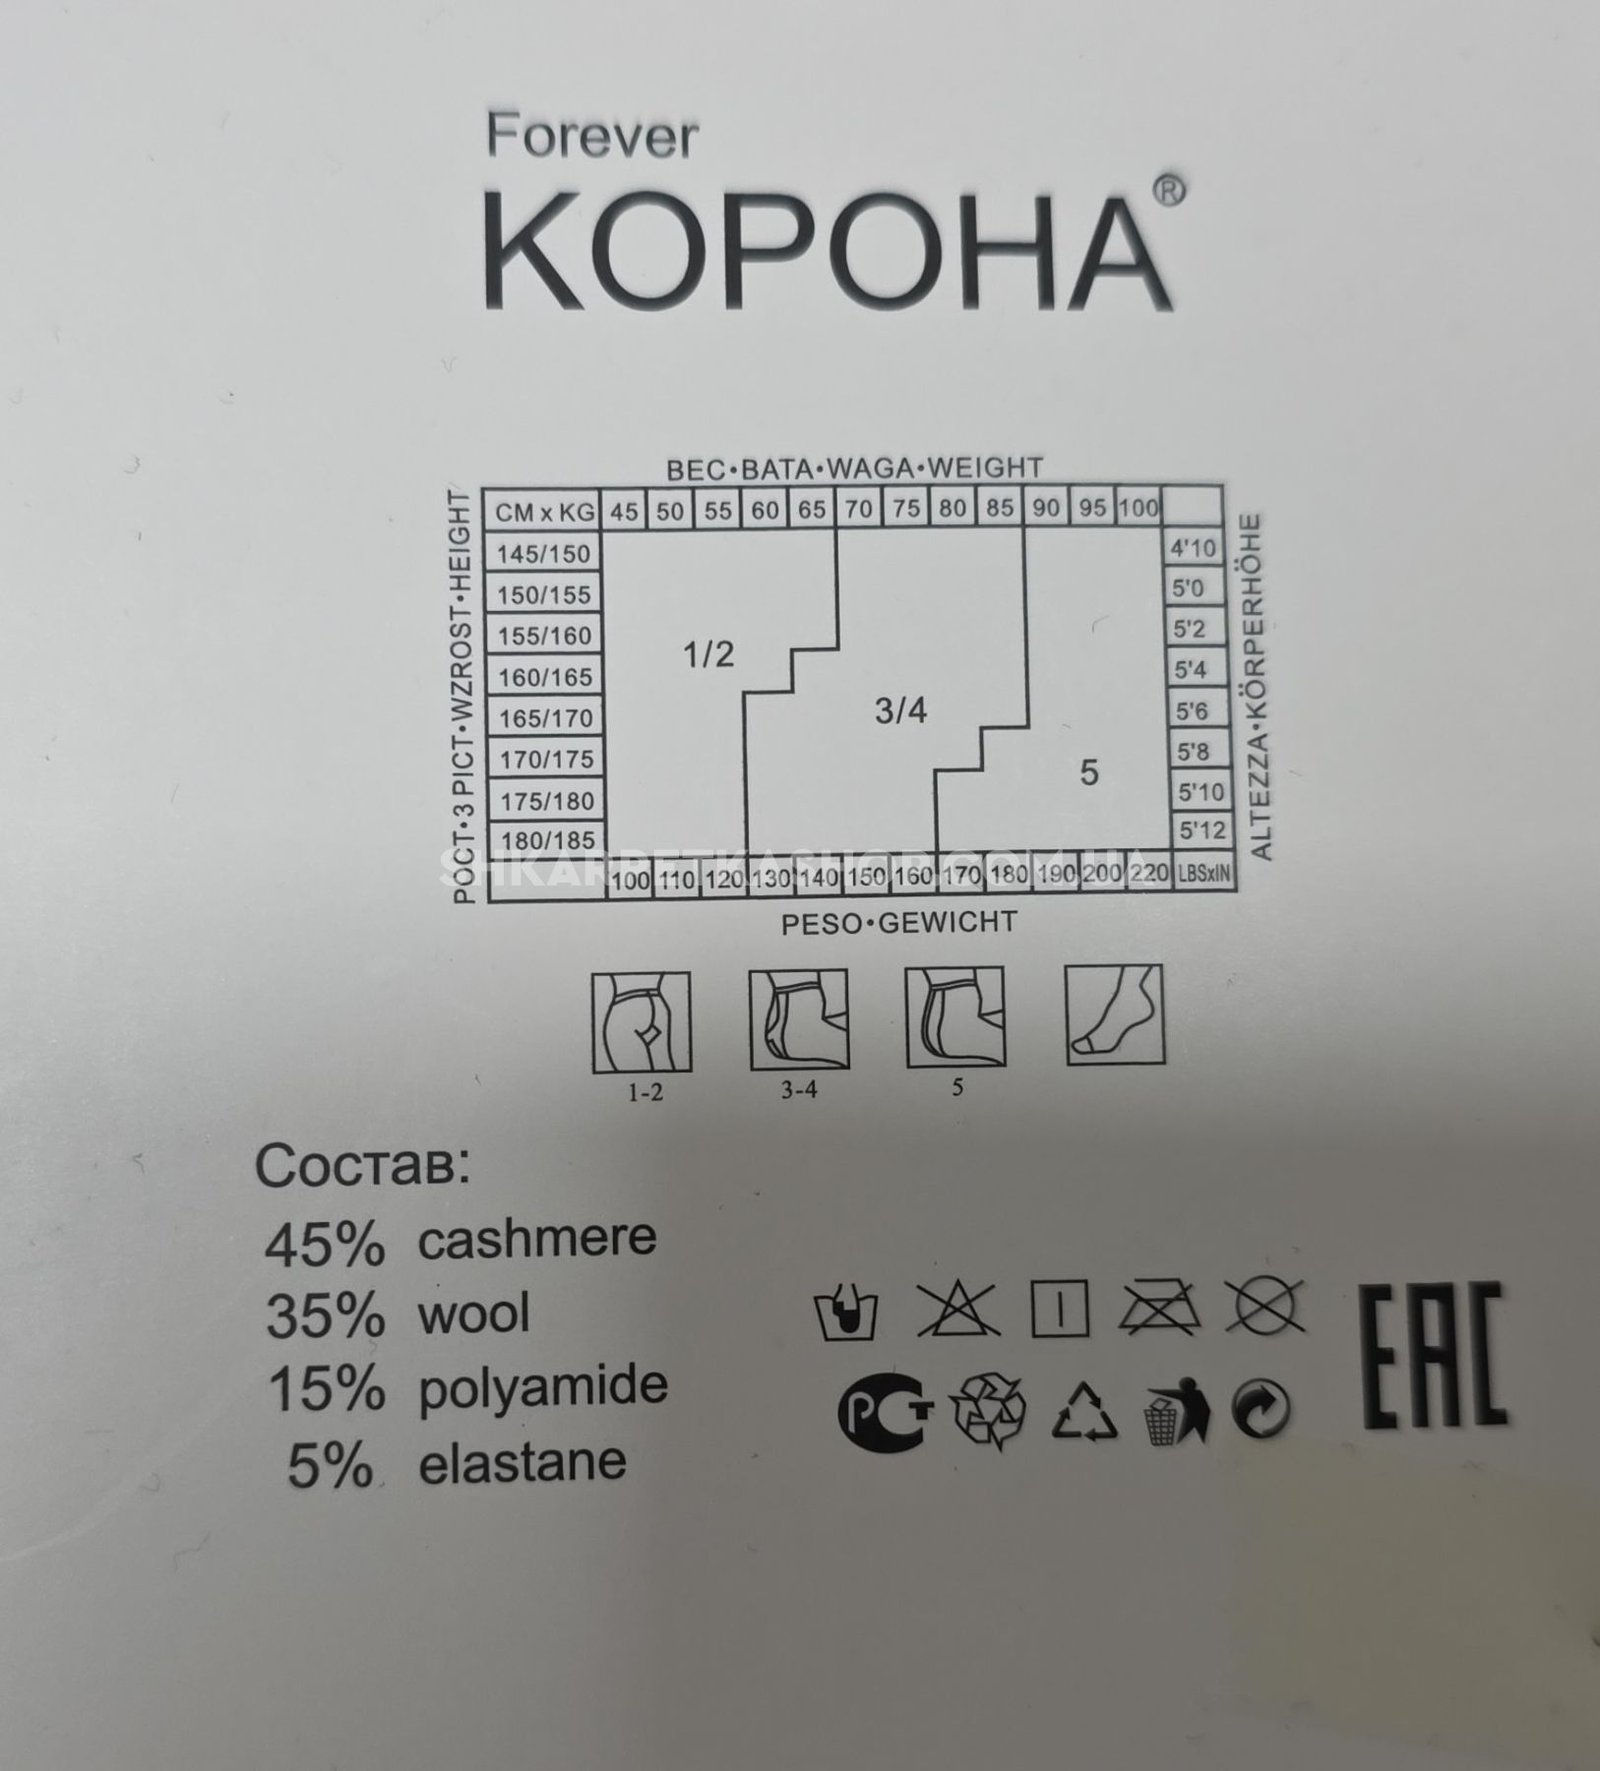 Forever
КОРОНА®
ВЕС•ВАТА•WAGA•WEIGHT
РОСТ•З РІСТ•WZROST•HEIGHT
CM x KG 45 50 55 60 65 70 75 80 85 90 95 100
145/150 4'10
150/155 5'0
155/160 5'2
1/2
160/165 5'4
165/170 3/4 5'6
170/175 5'8
5
175/180 5'10
180/185 5'12
100 110 120 130 140 150 160 170 180 190 200 220 LBSxIN
ALTEZZA•KÖRPERHÖHE
SHKARPETKASHOP.COM.UA
PESO•GEWICHT
1-2 3-4 5
Состав:
45% cashmere
35% wool
15% polyamide
5% elastane
РСТ
EAC